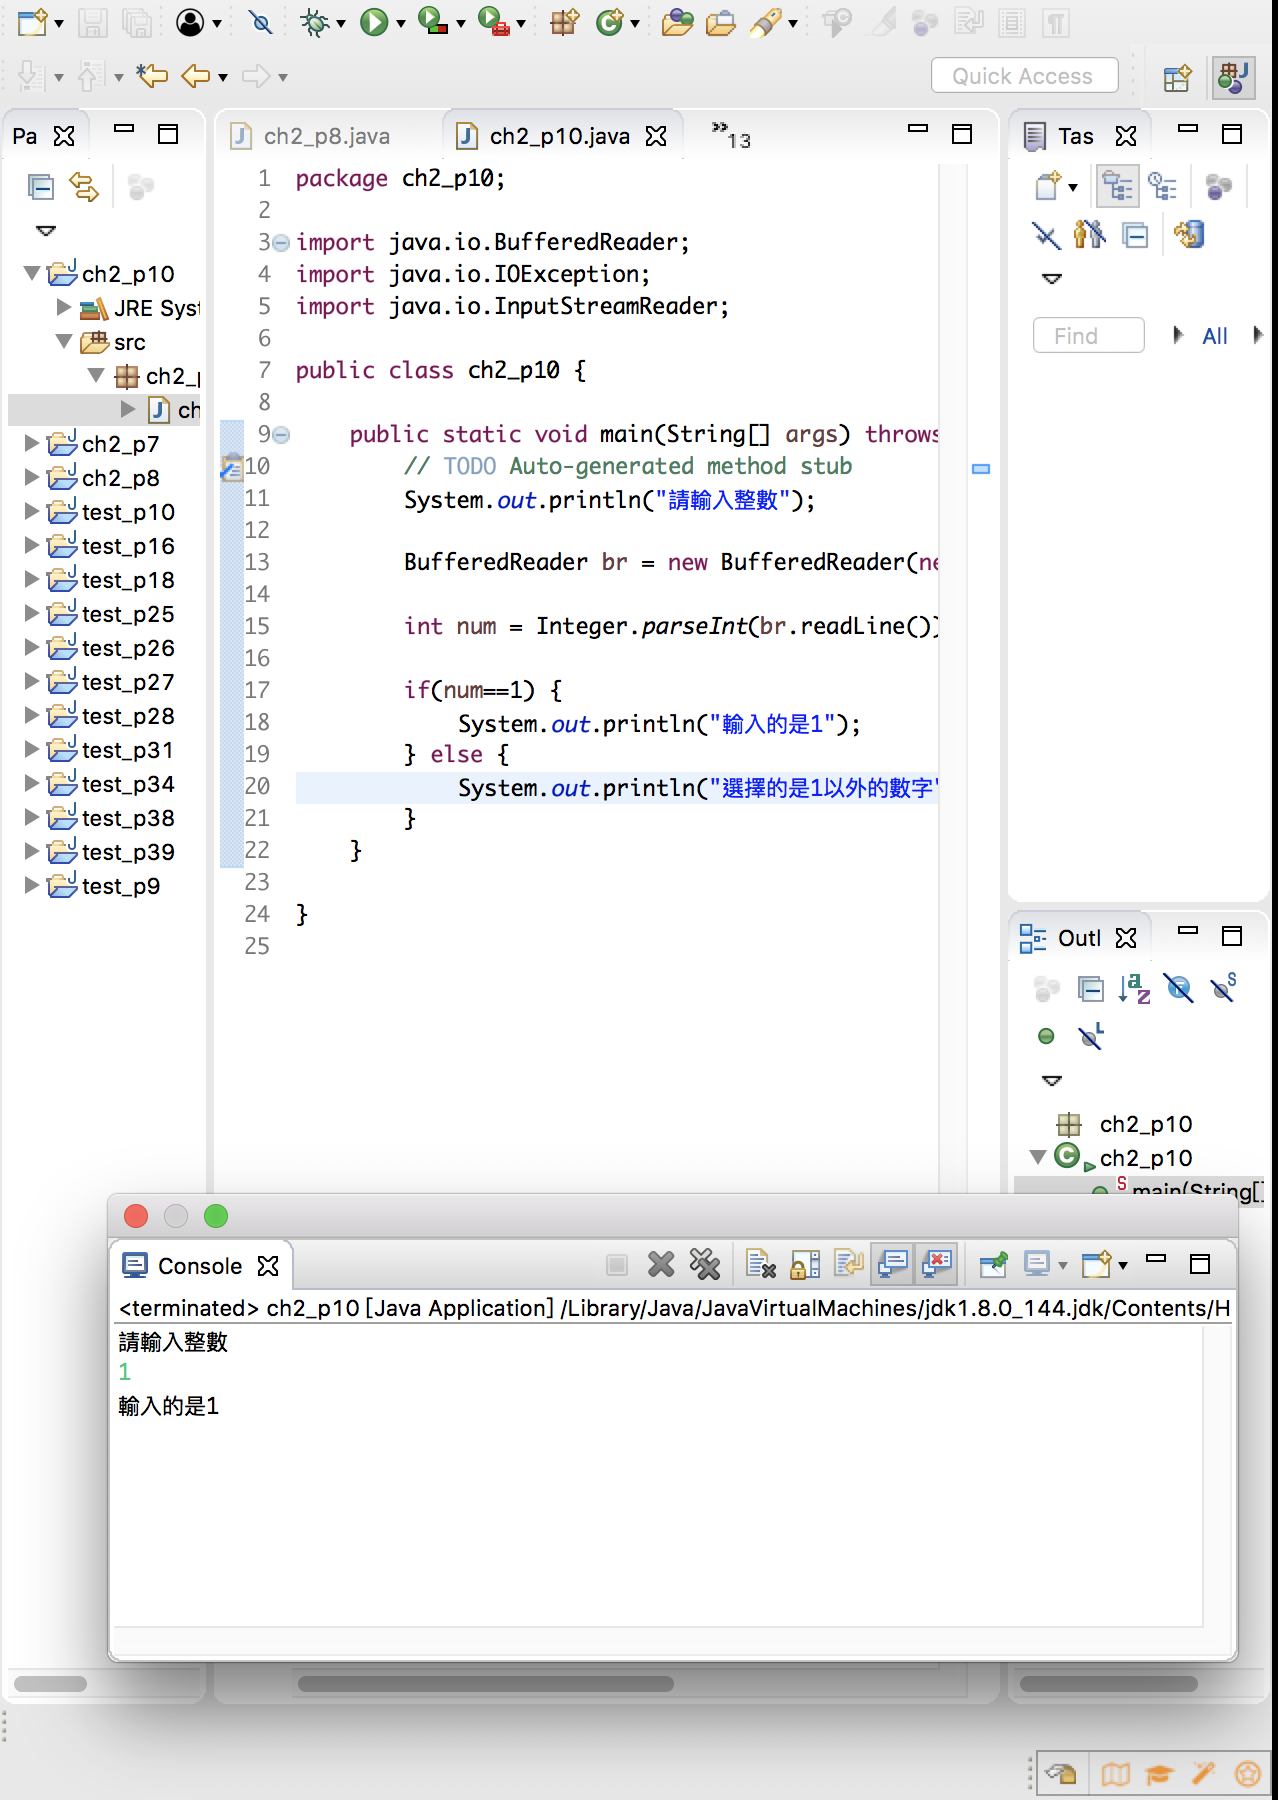 Quick Access
Pa
ch2_p8.java
ch2_p10.java
13
Tas
ch2_p10
JRE Syst
src
ch2_p
ch
ch2_p7
ch2_p8
test_p10
test_p16
test_p18
test_p25
test_p26
test_p27
test_p28
test_p31
test_p34
test_p38
test_p39
test_p9
1 package ch2_p10;
2
3 import java.io.BufferedReader;
4 import java.io.IOException;
5 import java.io.InputStreamReader;
6
7 public class ch2_p10 {
8
9 public static void main(String[] args) throws
10 // TODO Auto-generated method stub
11 System.out.println("請輸入整數");
12
13 BufferedReader br = new BufferedReader(ne
14
15 int num = Integer.parseInt(br.readLine())
16
17 if(num==1) {
18 System.out.println("輸入的是1");
19 } else {
20 System.out.println("選擇的是1以外的數字"
21 }
22 }
23
24 }
25
Find
All
Outl
ch2_p10
ch2_p10
main(String[]
Console
<terminated> ch2_p10 [Java Application] /Library/Java/JavaVirtualMachines/jdk1.8.0_144.jdk/Contents/H
請輸入整數
1
輸入的是1